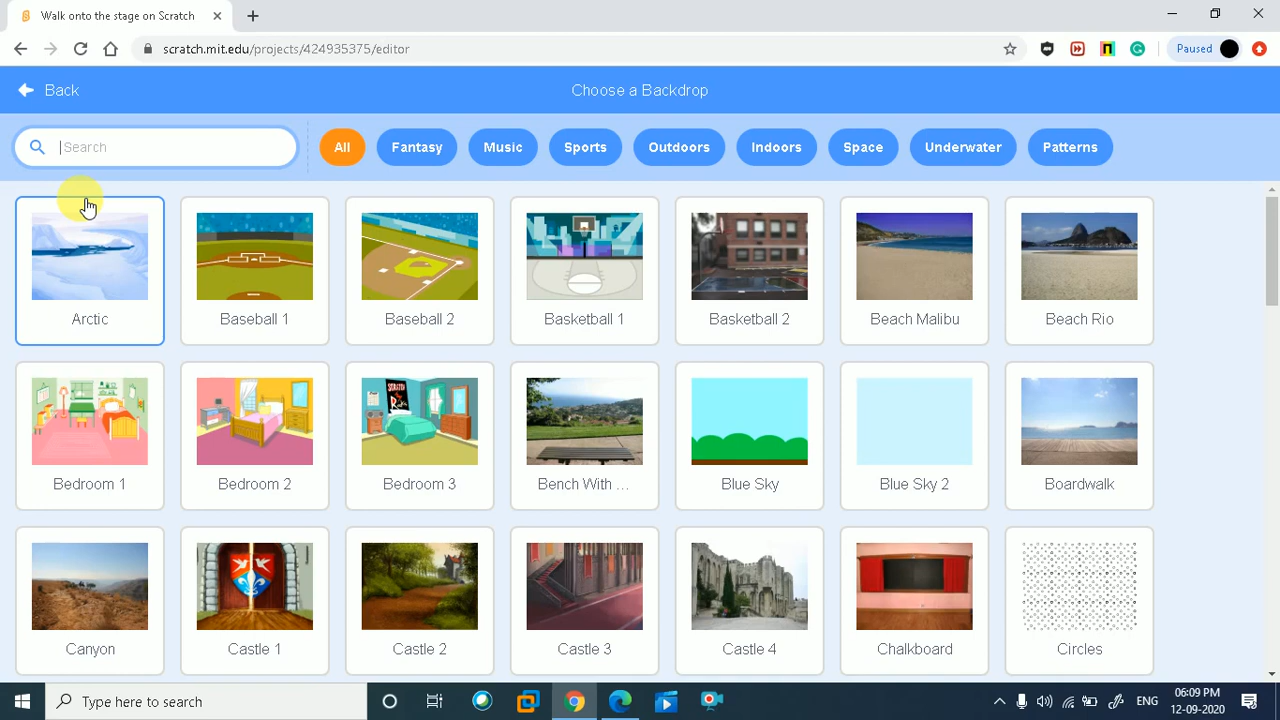 Walk onto the stage on Scratch
scratch.mit.edu/projects/424935375/editor
Paused
Back
Choose a Backdrop
Search
All
Fantasy
Music
Sports
Outdoors
Indoors
Space
Underwater
Patterns
Arctic
Baseball 1
Baseball 2
Basketball 1
Basketball 2
Beach Malibu
Beach Rio
Bedroom 1
Bedroom 2
Bedroom 3
Bench With ...
Blue Sky
Blue Sky 2
Boardwalk
Canyon
Castle 1
Castle 2
Castle 3
Castle 4
Chalkboard
Circles
Type here to search
ENG
06:09 PM
12-09-2020